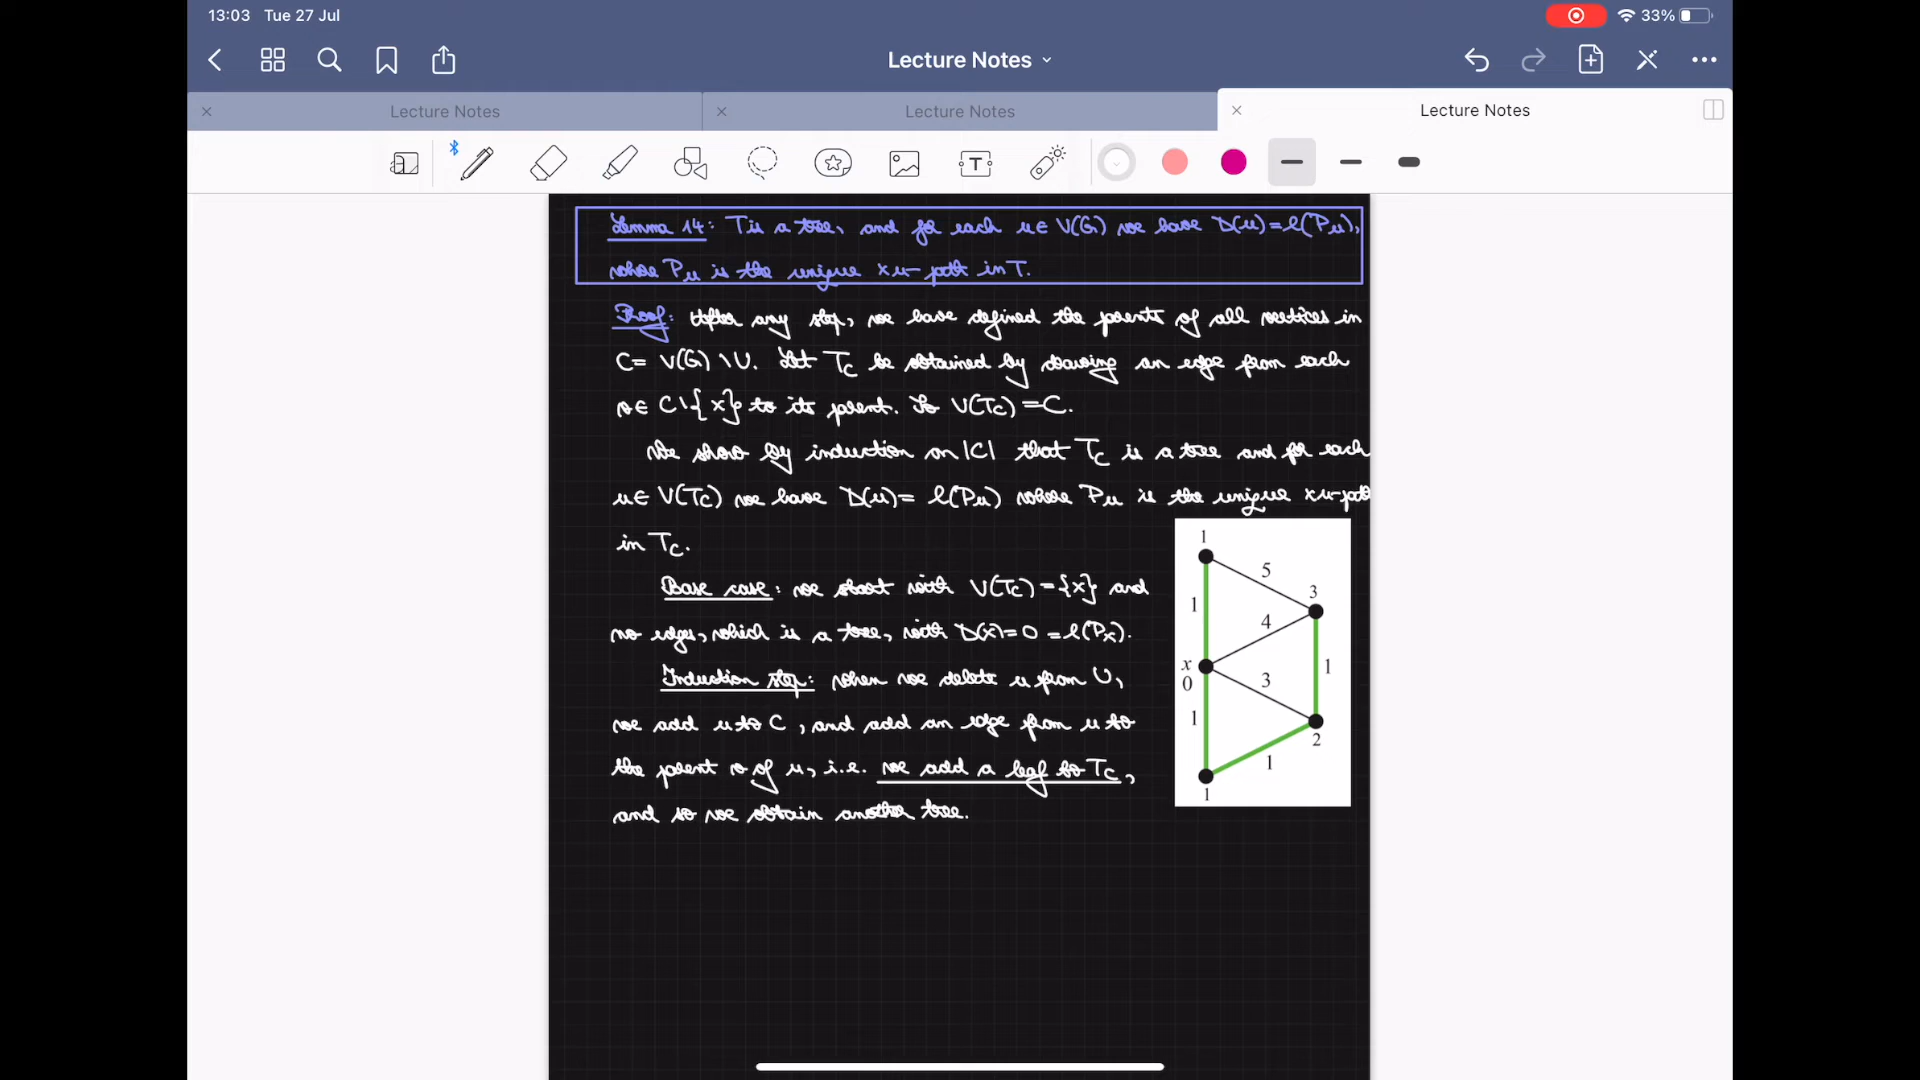 13:03 Tue 27 Jul
33%
Lecture Notes
Lecture Notes
Lecture Notes
Lecture Notes
Lemma 14: T is a tree, and for each u ∈ V(G) we have D(u) = l(Pu),
where Pu is the unique xu-path in T.
Proof: After any step, we have defined the parents of all vertices in
C = V(G) \ U. Let Tc be obtained by drawing an edge from each
v ∈ C \ {x} to its parent. So V(Tc) = C.
We show by induction on |C| that Tc is a tree and for each
u ∈ V(Tc) we have D(u) = l(Pu) where Pu is the unique xu-path
in Tc.
Base case: we start with V(Tc) = {x} and
no edges, which is a tree, with D(x) = 0 = l(Px).
Induction step: when we delete u from U,
we add u to C, and add an edge from u to
the parent v of u, i.e. we add a leaf to Tc,
and so we obtain another tree.
1
5
3
1
4
x
0
3
1
1
2
1
1